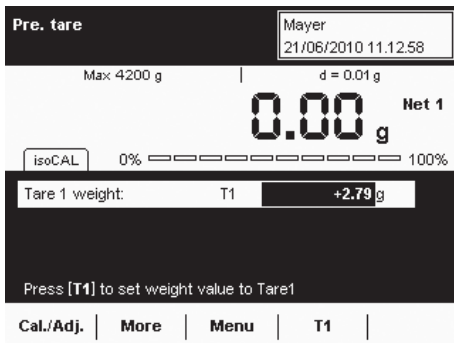 Pre. tare
Mayer
21/06/2010 11.12.58
Max 4200 g | d = 0.01 g
0.00 g Net 1
isoCAL 0% 100%
Tare 1 weight: T1 +2.79 g
Press [T1] to set weight value to Tare1
Cal./Adj. | More | Menu | T1 |